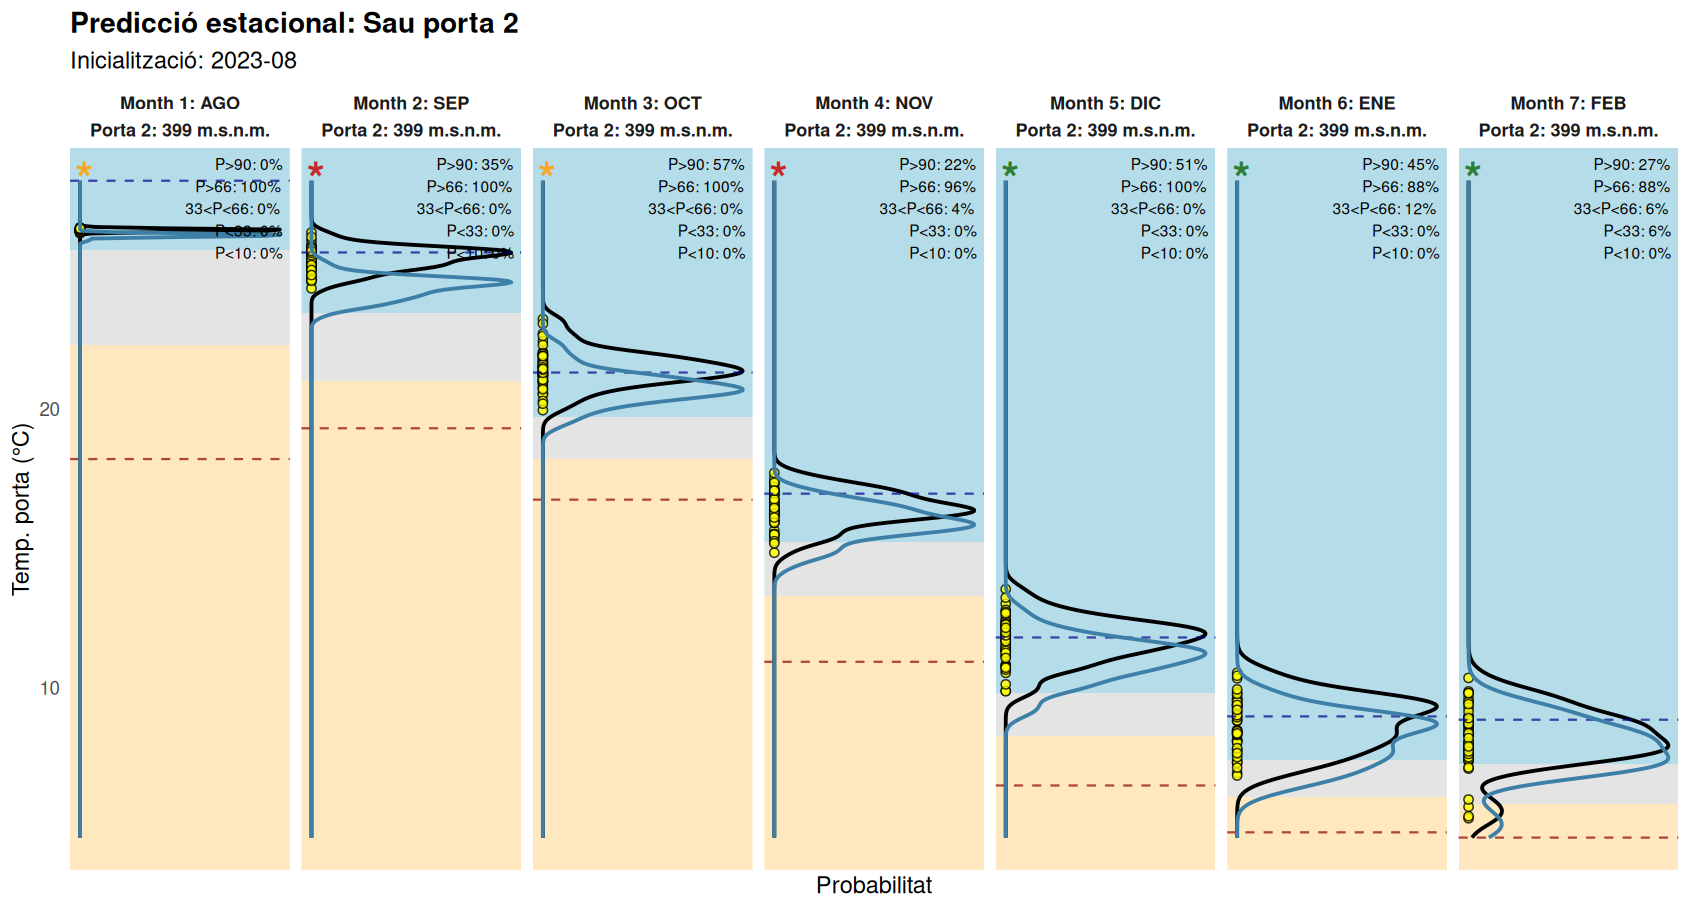 Predicció estacional: Sau porta 2
Inicialització: 2023-08
Month 1: AGO
Porta 2: 399 m.s.n.m.
Month 2: SEP
Porta 2: 399 m.s.n.m.
Month 3: OCT
Porta 2: 399 m.s.n.m.
Month 4: NOV
Porta 2: 399 m.s.n.m.
Month 5: DIC
Porta 2: 399 m.s.n.m.
Month 6: ENE
Porta 2: 399 m.s.n.m.
Month 7: FEB
Porta 2: 399 m.s.n.m.
*
P>90: 0%
P>66: 100%
33<P<66: 0%
P<33: 0%
P<10: 0%
*
P>90: 35%
P>66: 100%
33<P<66: 0%
P<33: 0%
P<10: 0%
*
P>90: 57%
P>66: 100%
33<P<66: 0%
P<33: 0%
P<10: 0%
*
P>90: 22%
P>66: 96%
33<P<66: 4%
P<33: 0%
P<10: 0%
*
P>90: 51%
P>66: 100%
33<P<66: 0%
P<33: 0%
P<10: 0%
*
P>90: 45%
P>66: 88%
33<P<66: 12%
P<33: 0%
P<10: 0%
*
P>90: 27%
P>66: 88%
33<P<66: 6%
P<33: 6%
P<10: 0%
20
10
Temp. porta (°C)
Probabilitat